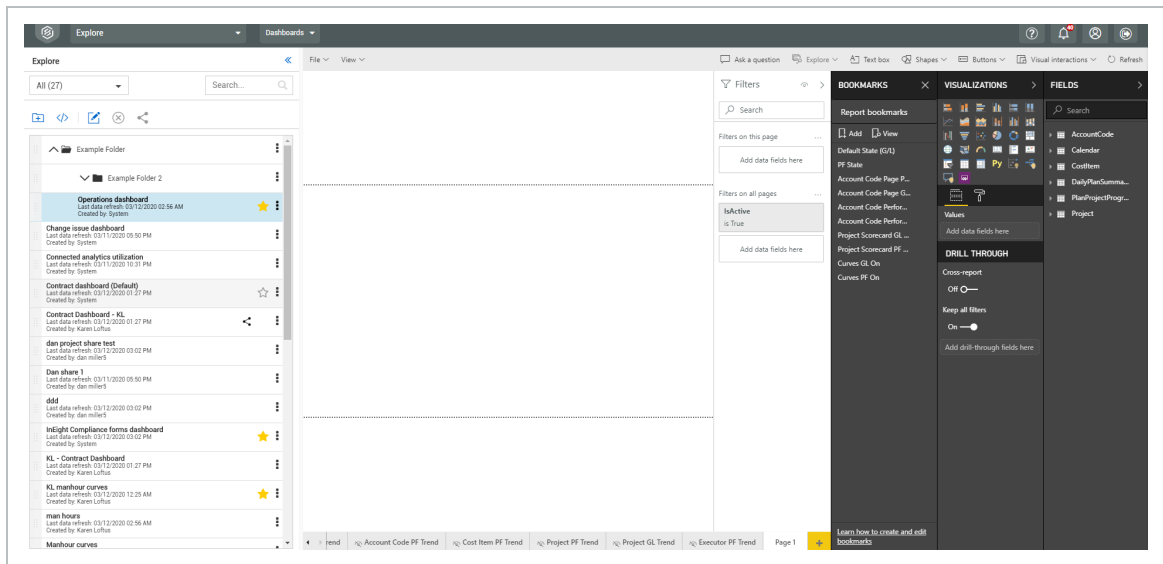 Explore
Dashboards
46
Explore
File
View
Ask a question
Explore
Text box
Shapes
Buttons
Visual interactions
Refresh
All (27)
Search...
Example Folder
Example Folder 2
Operations dashboard
Last data refresh: 03/12/2020 02:56 AM
Created by: System
Change issue dashboard
Last data refresh: 03/11/2020 05:50 PM
Created by: System
Connected analytics utilization
Last data refresh: 03/11/2020 10:31 PM
Created by: System
Contract dashboard (Default)
Last data refresh: 03/12/2020 01:27 PM
Created by: System
Contract Dashboard - KL
Last data refresh: 03/12/2020 01:27 PM
Created by: Karen Loftus
dan project share test
Last data refresh: 03/12/2020 03:02 PM
Created by: dan miller5
Dan share 1
Last data refresh: 03/11/2020 05:50 PM
Created by: dan miller5
ddd
Last data refresh: 03/12/2020 03:02 PM
Created by: dan miller5
InEight Compliance forms dashboard
Last data refresh: 03/12/2020 03:02 PM
Created by: System
KL - Contract Dashboard
Last data refresh: 03/12/2020 01:27 PM
Created by: Karen Loftus
KL manhour curves
Last data refresh: 03/12/2020 12:25 AM
Created by: Karen Loftus
man hours
Last data refresh: 03/12/2020 02:56 AM
Created by: Karen Loftus
Manhour curves
Filters
Search
Filters on this page
...
Add data fields here
Filters on all pages
...
IsActive
is True
Add data fields here
BOOKMARKS
Report bookmarks
Add
View
Default State (G/L)
PF State
Account Code Page P...
Account Code Page G...
Account Code Perfor...
Account Code Perfor...
Project Scorecard GL ...
Project Scorecard PF ...
Curves GL On
Curves PF On
Learn how to create and edit
bookmarks
VISUALIZATIONS
Py
Values
Add data fields here
DRILL THROUGH
Cross-report
Off
Keep all filters
On
Add drill-through fields here
FIELDS
Search
AccountCode
Calendar
CostItem
DailyPlanSumma...
PlanProjectProgr...
Project
rend
Account Code PF Trend
Cost Item PF Trend
Project PF Trend
Project GL Trend
Executor PF Trend
Page 1
+